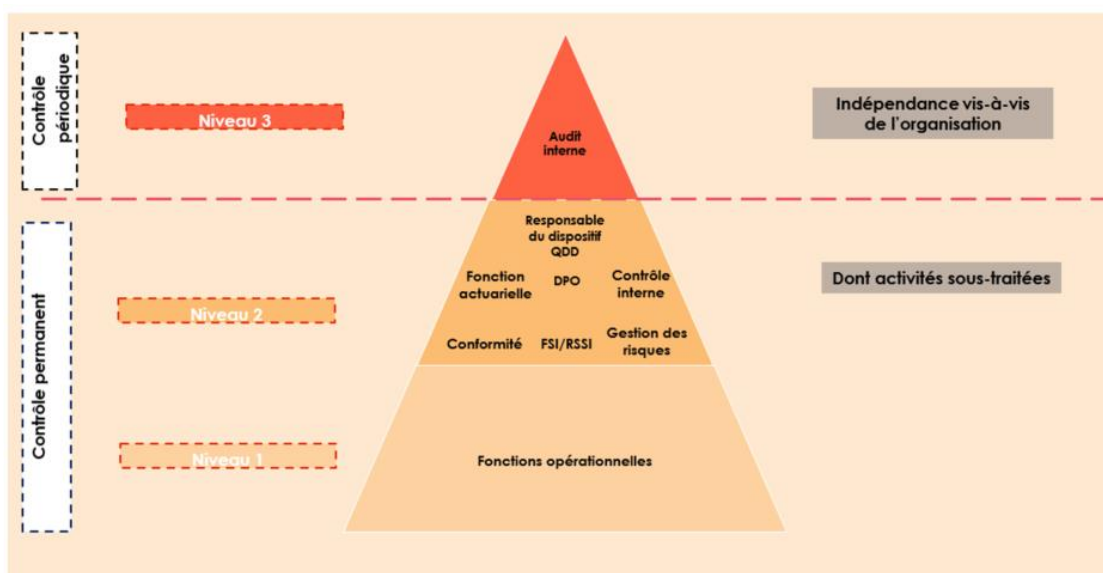 Contrôle
périodique
Niveau 3
Audit
interne
Indépendance vis-à-vis
de l'organisation
Contrôle permanent
Niveau 2
Responsable
du dispositif
QDD
Fonction
actuarielle
DPO
Contrôle
interne
Conformité
FSI/RSSI
Gestion des
risques
Dont activités sous-traitées
Niveau 1
Fonctions opérationnelles